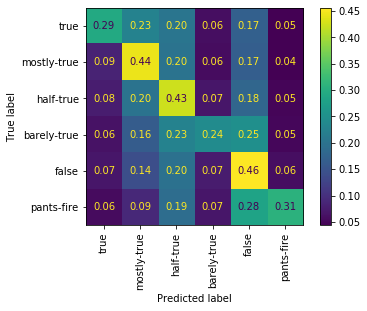 true 0.29 0.23 0.20 0.06 0.17 0.05
mostly-true 0.09 0.44 0.20 0.06 0.17 0.04
half-true 0.08 0.20 0.43 0.07 0.18 0.05
barely-true 0.06 0.16 0.23 0.24 0.25 0.05
false 0.07 0.14 0.20 0.07 0.46 0.06
pants-fire 0.06 0.09 0.19 0.07 0.28 0.31
True label
true mostly-true half-true barely-true false pants-fire
Predicted label
0.45
0.40
0.35
0.30
0.25
0.20
0.15
0.10
0.05